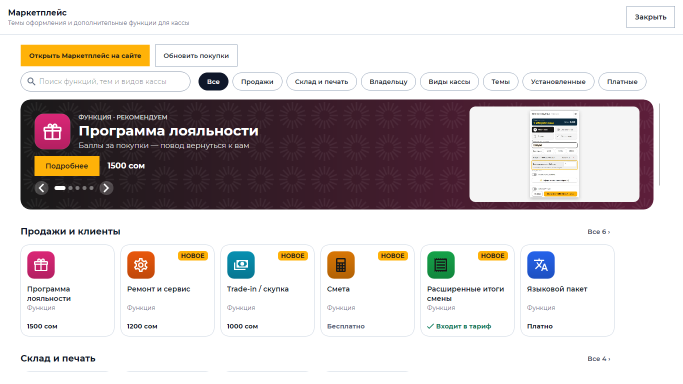 Маркетплейс
Темы оформления и дополнительные функции для кассы
Закрыть
Открыть Маркетплейс на сайте
Обновить покупки
Поиск функций, тем и видов кассы
Все
Продажи
Склад и печать
Владельцу
Виды кассы
Темы
Установленные
Платные
ФУНКЦИЯ · РЕКОМЕНДУЕМ
Программа лояльности
Баллы за покупки — повод вернуться к вам
Подробнее
1500 сом
Продажи и клиенты
Все 6 ›
Программа лояльности
Функция
1500 сом
НОВОЕ
Ремонт и сервис
Функция
1200 сом
НОВОЕ
Trade-in / скупка
Функция
1000 сом
НОВОЕ
Смета
Функция
Бесплатно
НОВОЕ
Расширенные итоги смены
Функция
Входит в тариф
Языковой пакет
Функция
Платно
Склад и печать
Все 4 ›